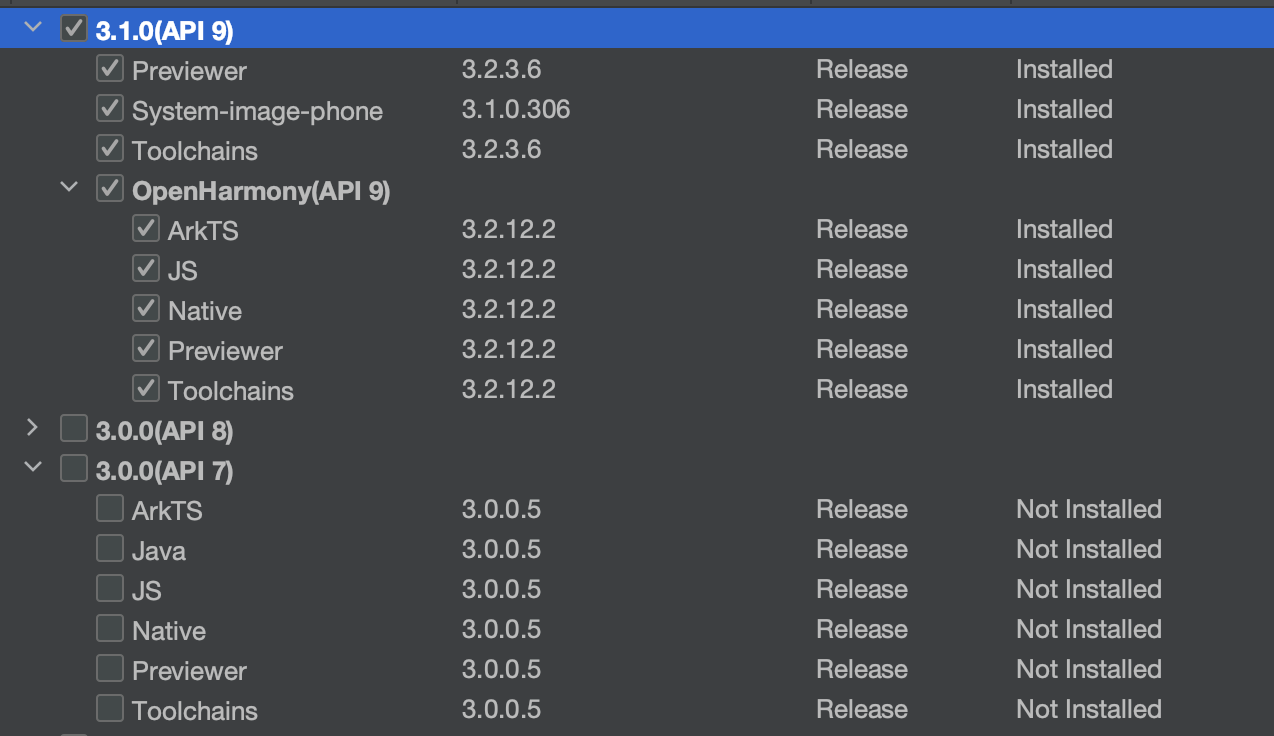 3.1.0(API 9)
Previewer 3.2.3.6 Release Installed
System-image-phone 3.1.0.306 Release Installed
Toolchains 3.2.3.6 Release Installed
OpenHarmony(API 9)
ArkTS 3.2.12.2 Release Installed
JS 3.2.12.2 Release Installed
Native 3.2.12.2 Release Installed
Previewer 3.2.12.2 Release Installed
Toolchains 3.2.12.2 Release Installed
3.0.0(API 8)
3.0.0(API 7)
ArkTS 3.0.0.5 Release Not Installed
Java 3.0.0.5 Release Not Installed
JS 3.0.0.5 Release Not Installed
Native 3.0.0.5 Release Not Installed
Previewer 3.0.0.5 Release Not Installed
Toolchains 3.0.0.5 Release Not Installed